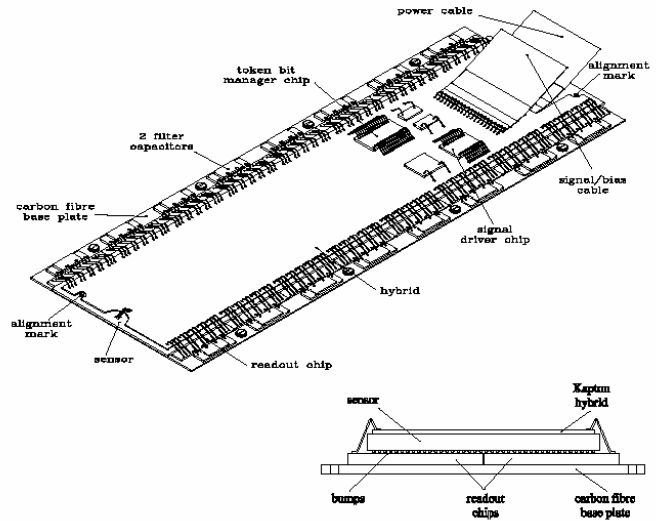 power cable
token bit
manager chip
alignment
mark
2 filter
capacitors
carbon fibre
base plate
signal/bias
cable
signal
driver chip
hybrid
alignment
mark
sensor
readout chip
sensor
Kapton
hybrid
bumps
readout
chips
carbon fibre
base plate